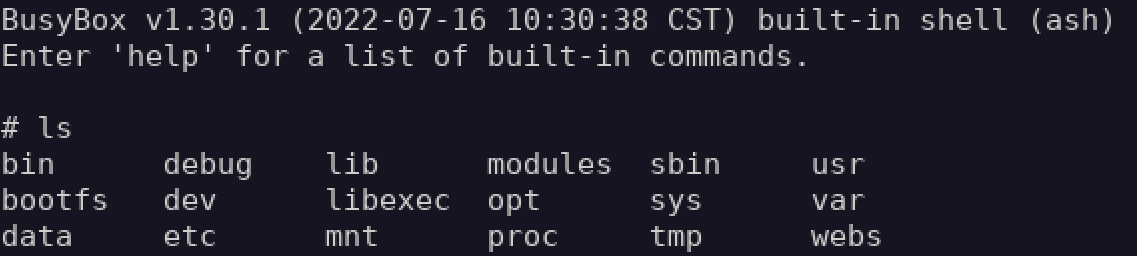 BusyBox v1.30.1 (2022-07-16 10:30:38 CST) built-in shell (ash)
Enter 'help' for a list of built-in commands.
# ls
bin debug lib modules sbin usr
bootfs dev libexec opt sys var
data etc mnt proc tmp webs